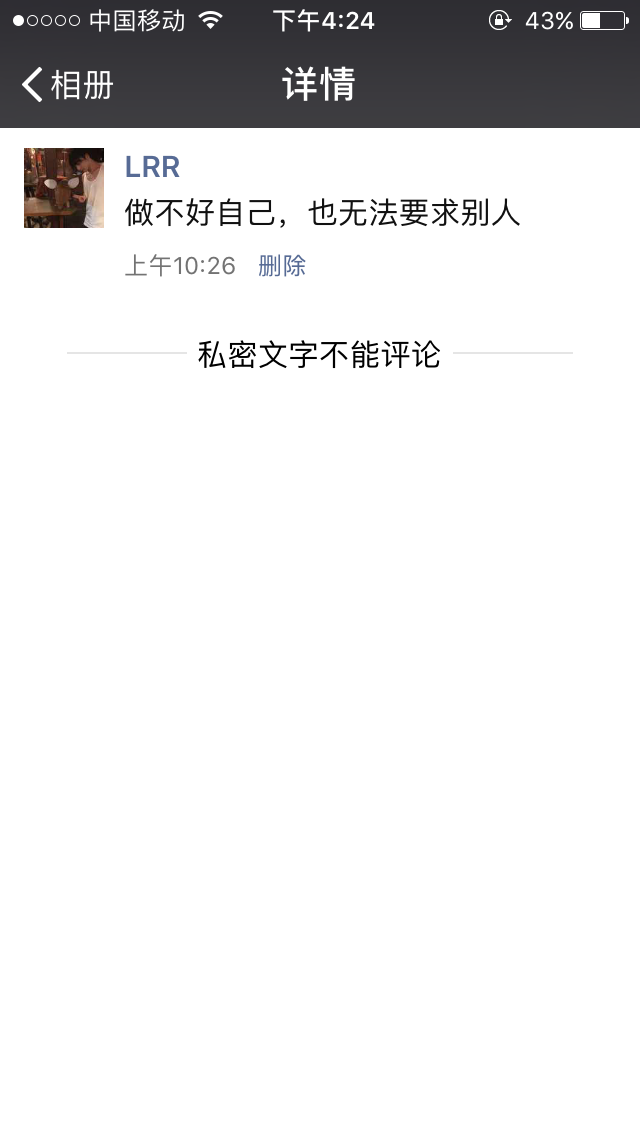 中国移动 下午4:24 43%
相册 详情
LRR
做不好自己，也无法要求别人
上午10:26 删除
私密文字不能评论